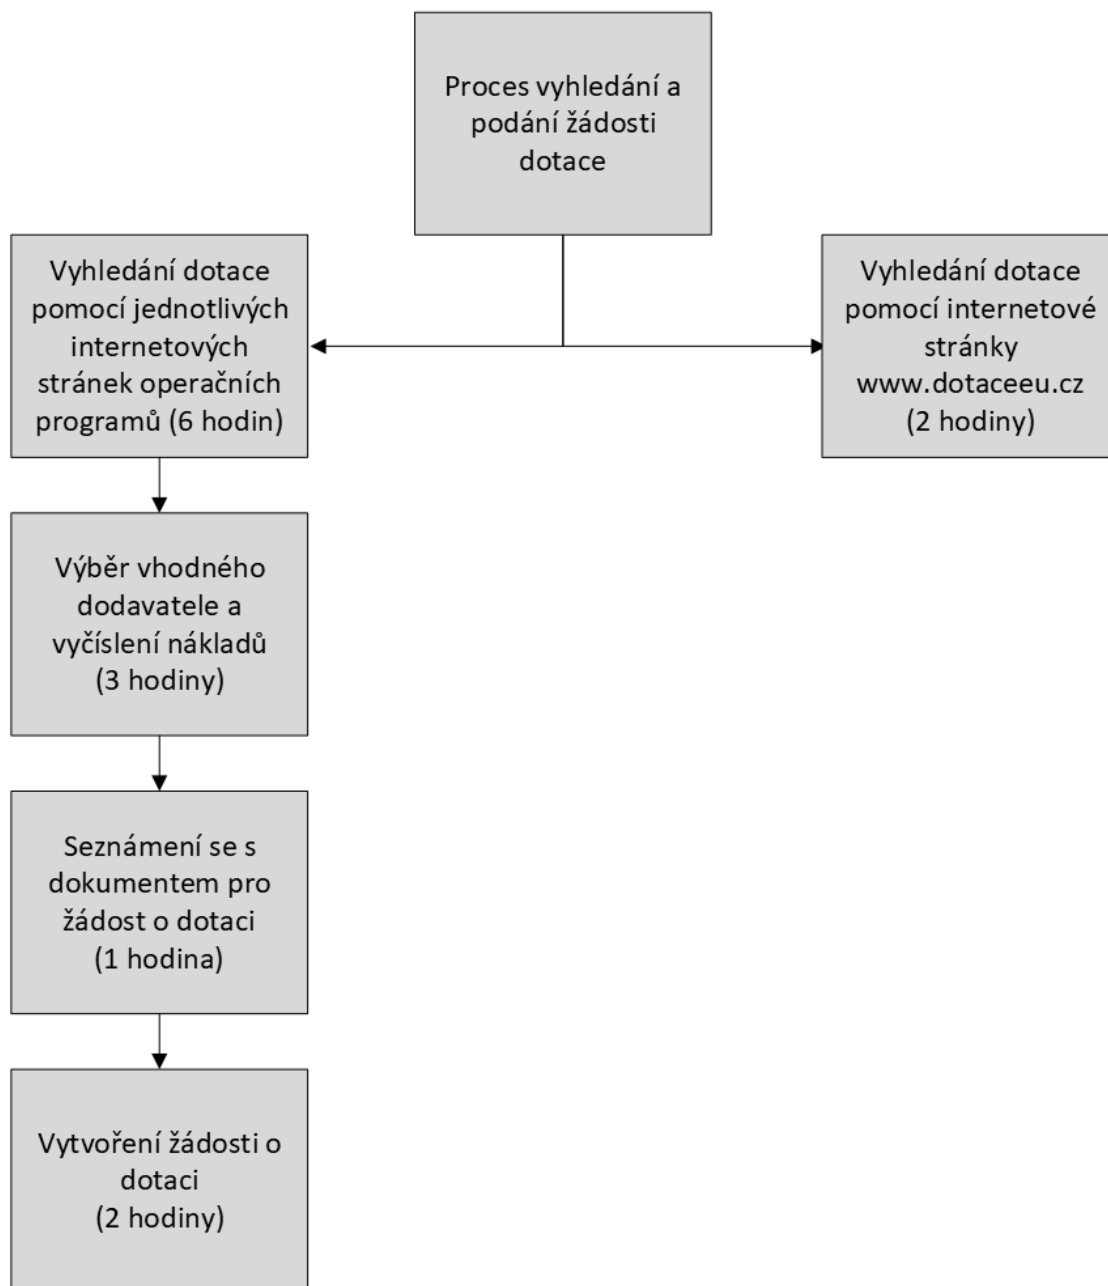 Proces vyhledání a
podání žádosti
dotace
Vyhledání dotace
pomocí jednotlivých
internetových
stránek operačních
programů (6 hodin)
Vyhledání dotace
pomocí internetové
stránky
www.dotaceeu.cz
(2 hodiny)
Výběr vhodného
dodavatele a
vyčíslení nákladů
(3 hodiny)
Seznámení se s
dokumentem pro
žádost o dotaci
(1 hodina)
Vytvoření žádosti o
dotaci
(2 hodiny)